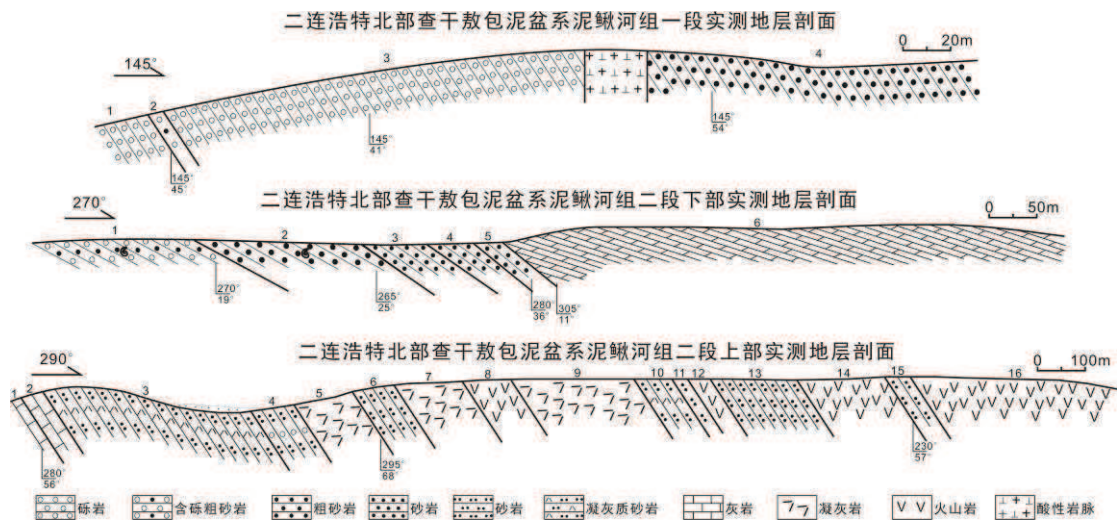 二连浩特北部查干敖包泥盆系泥鳅河组一段实测地层剖面
145°
0 20m
1 2 3 4
145°
45°
145°
41°
145°
54°
二连浩特北部查干敖包泥盆系泥鳅河组二段下部实测地层剖面
270°
0 50m
1 2 3 4 5 6
270°
19°
265°
25°
280°
36°
305°
11°
二连浩特北部查干敖包泥盆系泥鳅河组二段上部实测地层剖面
290°
0 100m
1 2 3 4 5 6 7 8 9 10 11 12 13 14 15 16
280°
56°
295°
68°
230°
57°
砾岩 含砾粗砂岩 粗砂岩 砂岩 砂岩 凝灰质砂岩 灰岩 凝灰岩 火山岩 酸性岩脉